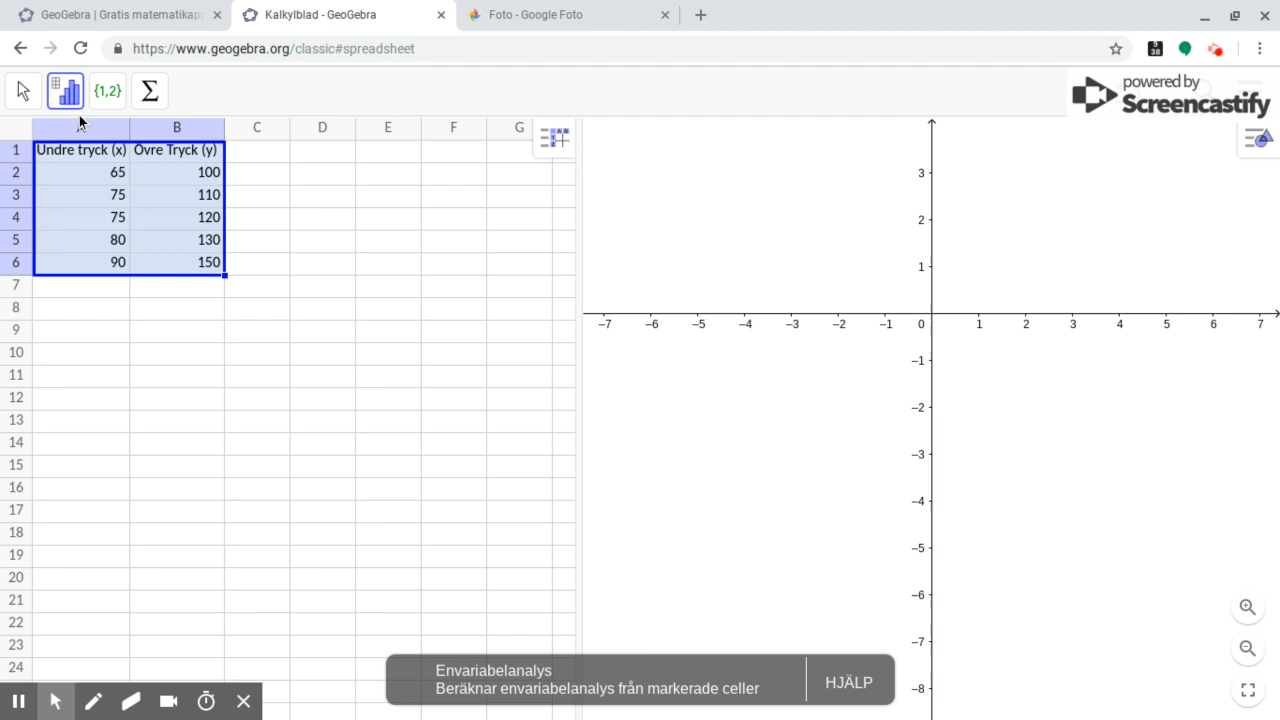 GeoGebra | Gratis matematikap
Kalkylblad - GeoGebra
Foto - Google Foto
https://www.geogebra.org/classic#spreadsheet
{1,2}
Σ
powered by
Screencastify
A B C D E F G
1 Undre tryck (x) Övre Tryck (y)
2 65 100
3 75 110
4 75 120
5 80 130
6 90 150
7
8
9
10
11
12
13
14
15
16
17
18
19
20
21
22
23
24
3
2
1
–7 –6 –5 –4 –3 –2 –1 0 1 2 3 4 5 6 7
–1
–2
–3
–4
–5
–6
–7
–8
Envariabelanalys
Beräknar envariabelanalys från markerade celler
HJÄLP